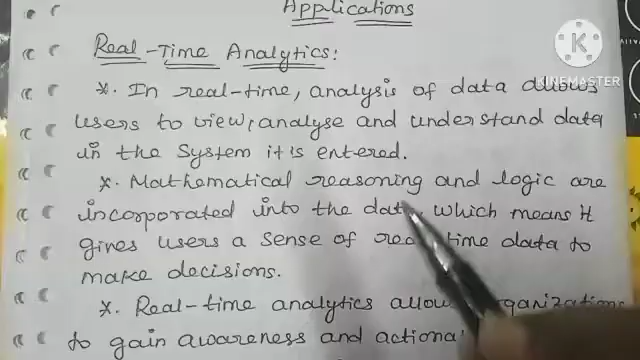 Applications
Real-Time Analytics:
*. In real-time, analysis of data allows
users to view, analyse and understand data
in the system it is entered.
*. Mathematical reasoning and logic are
incorporated into the data, which means it
gives users a sense of real time data to
make decisions.
*. Real-time analytics allow organizations
to gain awareness and
K
KINEMASTER